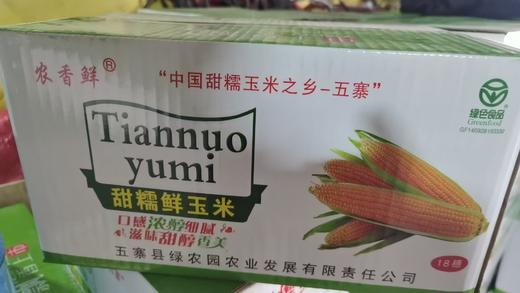 农香鲜®
“中国甜糯玉米之乡-五寨”
绿色食品
Greenfood
Tiannuo
yumi
甜糯鲜玉米
口感浓醇细腻
滋味甜醇香美
18穗
五寨县绿农园农业发展有限责任公司